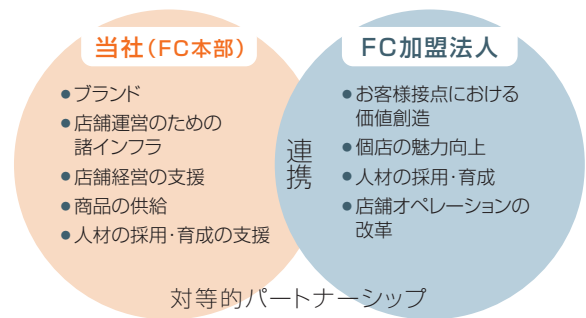 当社(FC本部)
●ブランド
●店舗運営のための
諸インフラ
●店舗経営の支援
●商品の供給
●人材の採用・育成の支援
連携
FC加盟法人
●お客様接点における
価値創造
●個店の魅力向上
●人材の採用・育成
●店舗オペレーションの
改革
対等的パートナーシップ